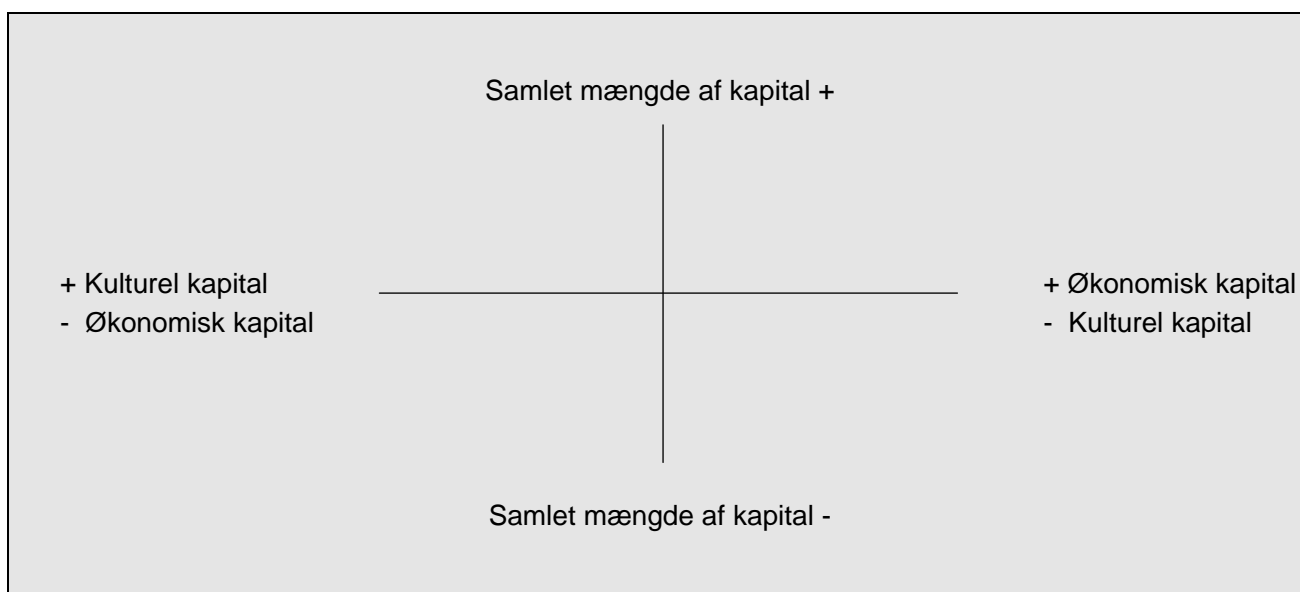 Samlet mængde af kapital +
+ Kulturel kapital
- Økonomisk kapital
+ Økonomisk kapital
- Kulturel kapital
Samlet mængde af kapital -